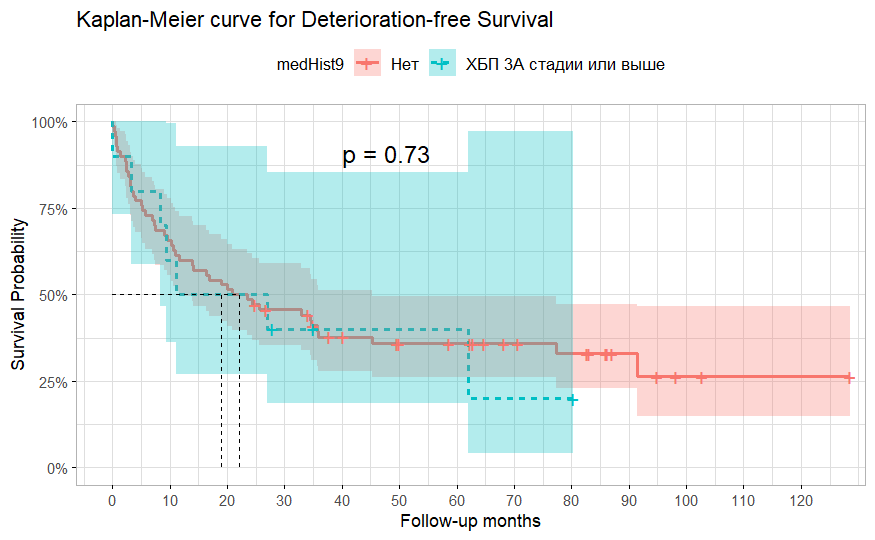 Kaplan-Meier curve for Deterioration-free Survival
medHist9 Нет ХБП 3А стадии или выше
100%
p = 0.73
75%
50%
25%
0%
Survival Probability
0 10 20 30 40 50 60 70 80 90 100 110 120
Follow-up months